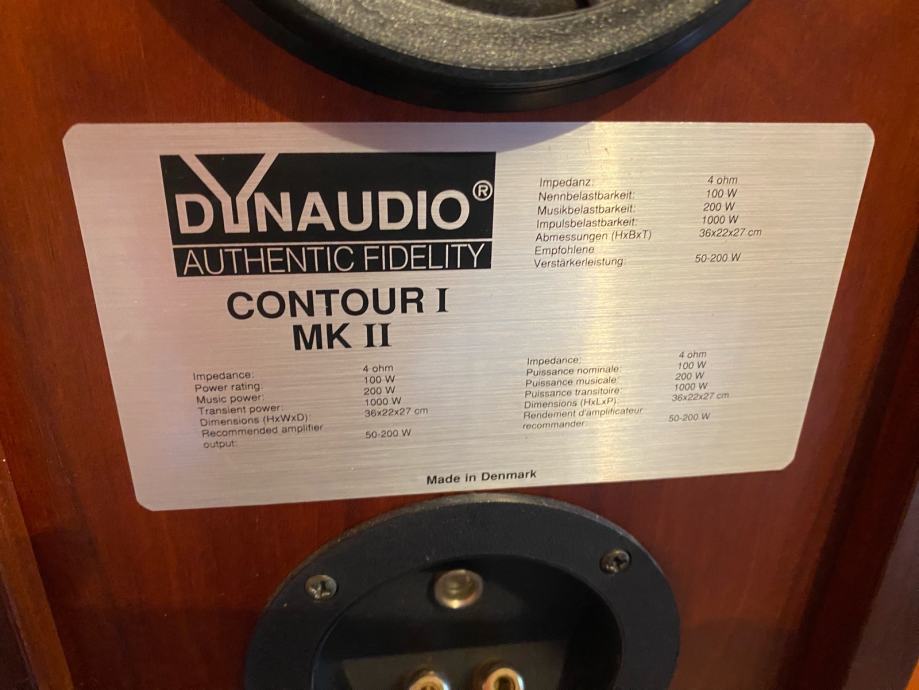 DYNAUDIO®
AUTHENTIC FIDELITY
CONTOUR I
MK II
Impedanz: 4 ohm
Nennbelastbarkeit: 100 W
Musikbelastbarkeit: 200 W
Impulsbelastbarkeit: 1000 W
Abmessungen (HxBxT) 36x22x27 cm
Empfohlene
Verstärkerleistung: 50-200 W
Impedance: 4 ohm
Power rating: 100 W
Music power: 200 W
Transient power: 1000 W
Dimensions (HxWxD): 36x22x27 cm
Recommended amplifier
output: 50-200 W
Impedance: 4 ohm
Puissance nominale: 100 W
Puissance musicale: 200 W
Puissance transitoire: 1000 W
Dimensions (HxLxP): 36x22x27 cm
Rendement d'amplificateur
recommander: 50-200 W
Made in Denmark